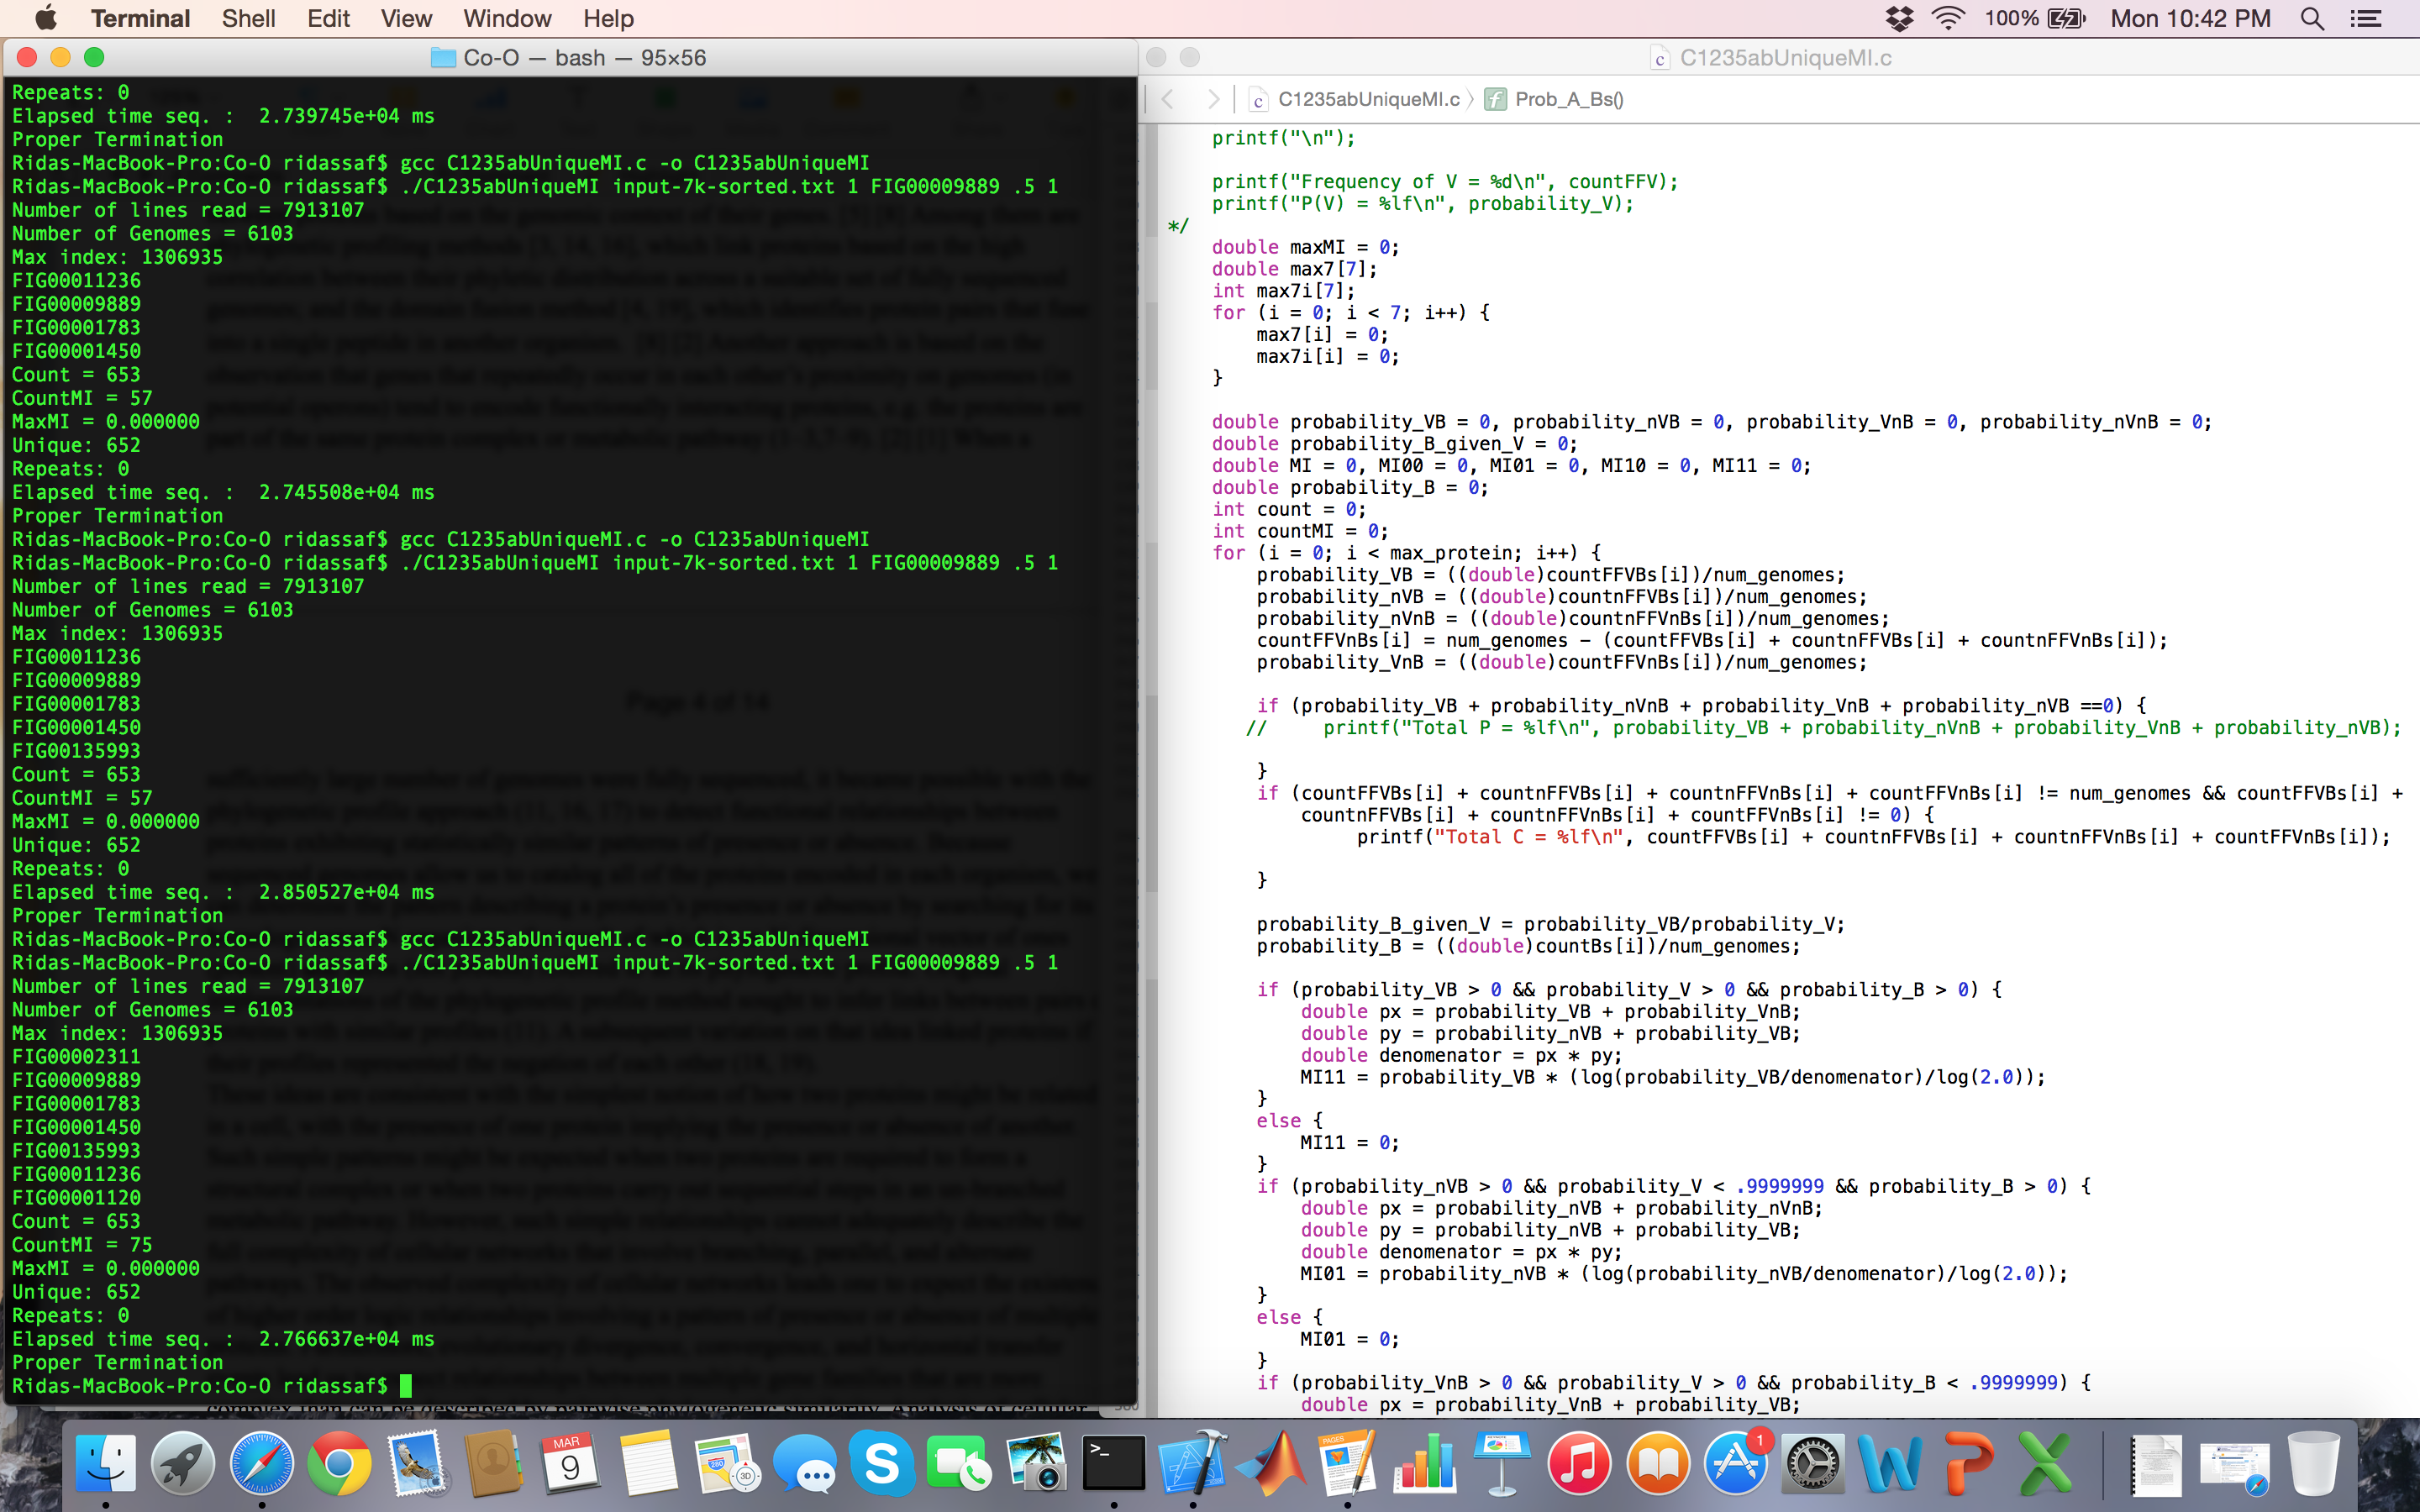 Terminal Shell Edit View Window Help 100% Mon 10:42 PM
Co-O — bash — 95×56
Repeats: 0
Elapsed time seq. :  2.739745e+04 ms
Proper Termination
Ridas-MacBook-Pro:Co-O ridassaf$ gcc C1235abUniqueMI.c -o C1235abUniqueMI
Ridas-MacBook-Pro:Co-O ridassaf$ ./C1235abUniqueMI input-7k-sorted.txt 1 FIG00009889 .5 1
Number of lines read = 7913107
Number of Genomes = 6103
Max index: 1306935
FIG00011236
FIG00009889
FIG00001783
FIG00001450
Count = 653
CountMI = 57
MaxMI = 0.000000
Unique: 652
Repeats: 0
Elapsed time seq. :  2.745508e+04 ms
Proper Termination
Ridas-MacBook-Pro:Co-O ridassaf$ gcc C1235abUniqueMI.c -o C1235abUniqueMI
Ridas-MacBook-Pro:Co-O ridassaf$ ./C1235abUniqueMI input-7k-sorted.txt 1 FIG00009889 .5 1
Number of lines read = 7913107
Number of Genomes = 6103
Max index: 1306935
FIG00011236
FIG00009889
FIG00001783
FIG00001450
FIG00135993
Count = 653
CountMI = 57
MaxMI = 0.000000
Unique: 652
Repeats: 0
Elapsed time seq. :  2.850527e+04 ms
Proper Termination
Ridas-MacBook-Pro:Co-O ridassaf$ gcc C1235abUniqueMI.c -o C1235abUniqueMI
Ridas-MacBook-Pro:Co-O ridassaf$ ./C1235abUniqueMI input-7k-sorted.txt 1 FIG00009889 .5 1
Number of lines read = 7913107
Number of Genomes = 6103
Max index: 1306935
FIG00002311
FIG00009889
FIG00001783
FIG00001450
FIG00135993
FIG00011236
FIG00001120
Count = 653
CountMI = 75
MaxMI = 0.000000
Unique: 652
Repeats: 0
Elapsed time seq. :  2.766637e+04 ms
Proper Termination
Ridas-MacBook-Pro:Co-O ridassaf$
Page 4 of 14
C1235abUniqueMI.c
C1235abUniqueMI.c Prob_A_Bs()
printf("\n");
printf("Frequency of V = %d\n", countFFV);
printf("P(V) = %lf\n", probability_V);
*/
double maxMI = 0;
double max7[7];
int max7i[7];
for (i = 0; i < 7; i++) {
max7[i] = 0;
max7i[i] = 0;
}
double probability_VB = 0, probability_nVB = 0, probability_VnB = 0, probability_nVnB = 0;
double probability_B_given_V = 0;
double MI = 0, MI00 = 0, MI01 = 0, MI10 = 0, MI11 = 0;
double probability_B = 0;
int count = 0;
int countMI = 0;
for (i = 0; i < max_protein; i++) {
probability_VB = ((double)countFFVBs[i])/num_genomes;
probability_nVB = ((double)countnFFVBs[i])/num_genomes;
probability_nVnB = ((double)countnFFVnBs[i])/num_genomes;
countFFVnBs[i] = num_genomes - (countFFVBs[i] + countnFFVBs[i] + countnFFVnBs[i]);
probability_VnB = ((double)countFFVnBs[i])/num_genomes;
if (probability_VB + probability_nVnB + probability_VnB + probability_nVB ==0) {
//     printf("Total P = %lf\n", probability_VB + probability_nVnB + probability_VnB + probability_nVB);
}
if (countFFVBs[i] + countnFFVBs[i] + countnFFVnBs[i] + countFFVnBs[i] != num_genomes && countFFVBs[i] +
countnFFVBs[i] + countnFFVnBs[i] + countFFVnBs[i] != 0) {
printf("Total C = %lf\n", countFFVBs[i] + countnFFVBs[i] + countnFFVnBs[i] + countFFVnBs[i]);
}
probability_B_given_V = probability_VB/probability_V;
probability_B = ((double)countBs[i])/num_genomes;
if (probability_VB > 0 && probability_V > 0 && probability_B > 0) {
double px = probability_VB + probability_VnB;
double py = probability_nVB + probability_VB;
double denomenator = px * py;
MI11 = probability_VB * (log(probability_VB/denomenator)/log(2.0));
}
else {
MI11 = 0;
}
if (probability_nVB > 0 && probability_V < .9999999 && probability_B > 0) {
double px = probability_nVB + probability_nVnB;
double py = probability_nVB + probability_VB;
double denomenator = px * py;
MI01 = probability_nVB * (log(probability_nVB/denomenator)/log(2.0));
}
else {
MI01 = 0;
}
if (probability_VnB > 0 && probability_V > 0 && probability_B < .9999999) {
double px = probability_VnB + probability_VB;
MAR
9
280
3D
PAGES
1